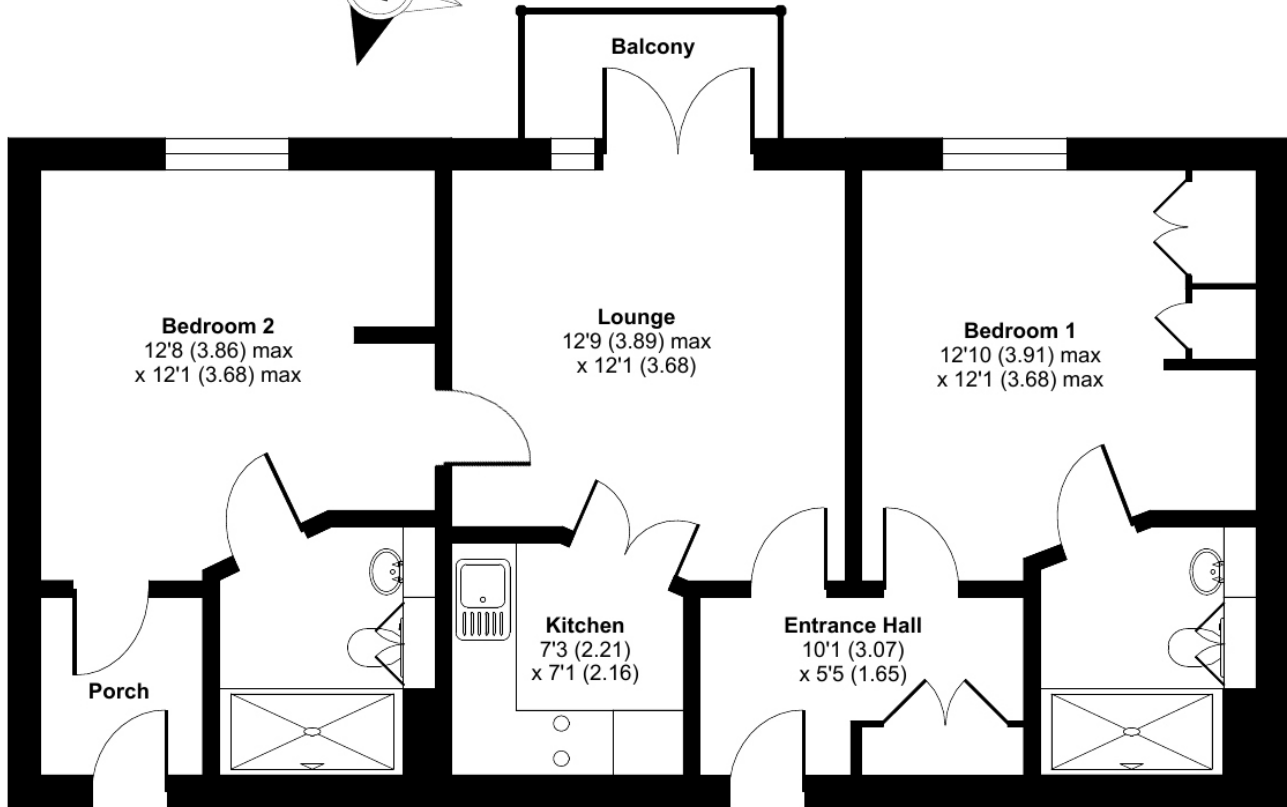 Balcony
Bedroom 2
12'8 (3.86) max
x 12'1 (3.68) max
Lounge
12'9 (3.89) max
x 12'1 (3.68)
Bedroom 1
12'10 (3.91) max
x 12'1 (3.68) max
Kitchen
7'3 (2.21)
x 7'1 (2.16)
Entrance Hall
10'1 (3.07)
x 5'5 (1.65)
Porch